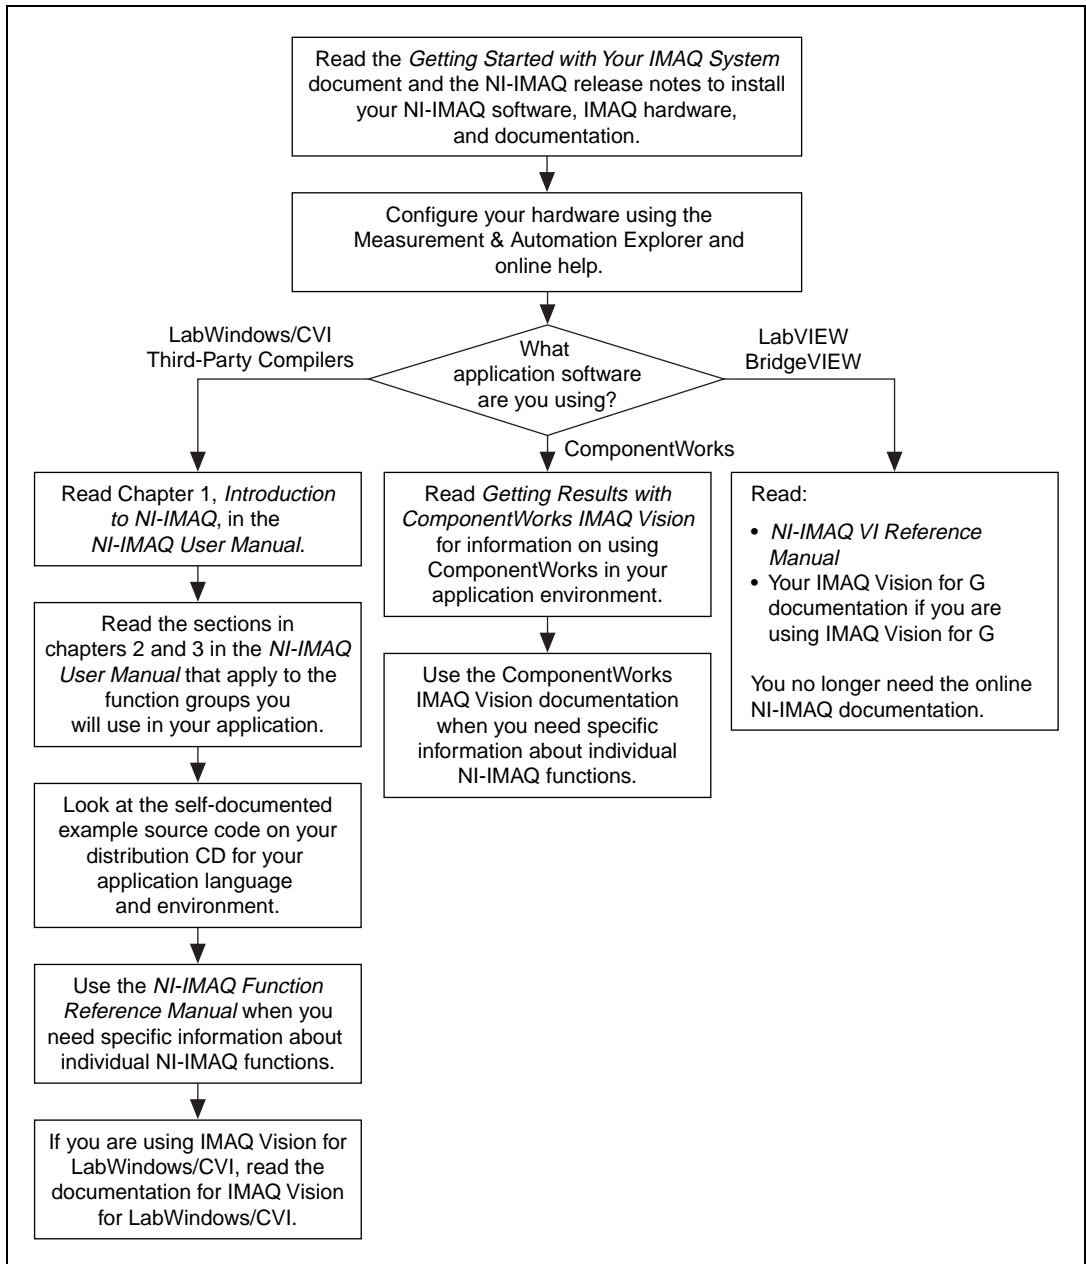 Read the Getting Started with Your IMAQ System
document and the NI-IMAQ release notes to install
your NI-IMAQ software, IMAQ hardware,
and documentation.
Configure your hardware using the
Measurement & Automation Explorer and
online help.
What
application software
are you using?
LabWindows/CVI
Third-Party Compilers
Read Chapter 1, Introduction
to NI-IMAQ, in the
NI-IMAQ User Manual.
Read the sections in
chapters 2 and 3 in the NI-IMAQ
User Manual that apply to the
function groups you
will use in your application.
Look at the self-documented
example source code on your
distribution CD for your
application language
and environment.
Use the NI-IMAQ Function
Reference Manual when you
need specific information about
individual NI-IMAQ functions.
If you are using IMAQ Vision for
LabWindows/CVI, read the
documentation for IMAQ Vision
for LabWindows/CVI.
ComponentWorks
Read Getting Results with
ComponentWorks IMAQ Vision
for information on using
ComponentWorks in your
application environment.
Use the ComponentWorks
IMAQ Vision documentation
when you need specific
information about individual
NI-IMAQ functions.
LabVIEW
BridgeVIEW
Read:
• NI-IMAQ VI Reference
Manual
• Your IMAQ Vision for G
documentation if you are
using IMAQ Vision for G
You no longer need the online
NI-IMAQ documentation.